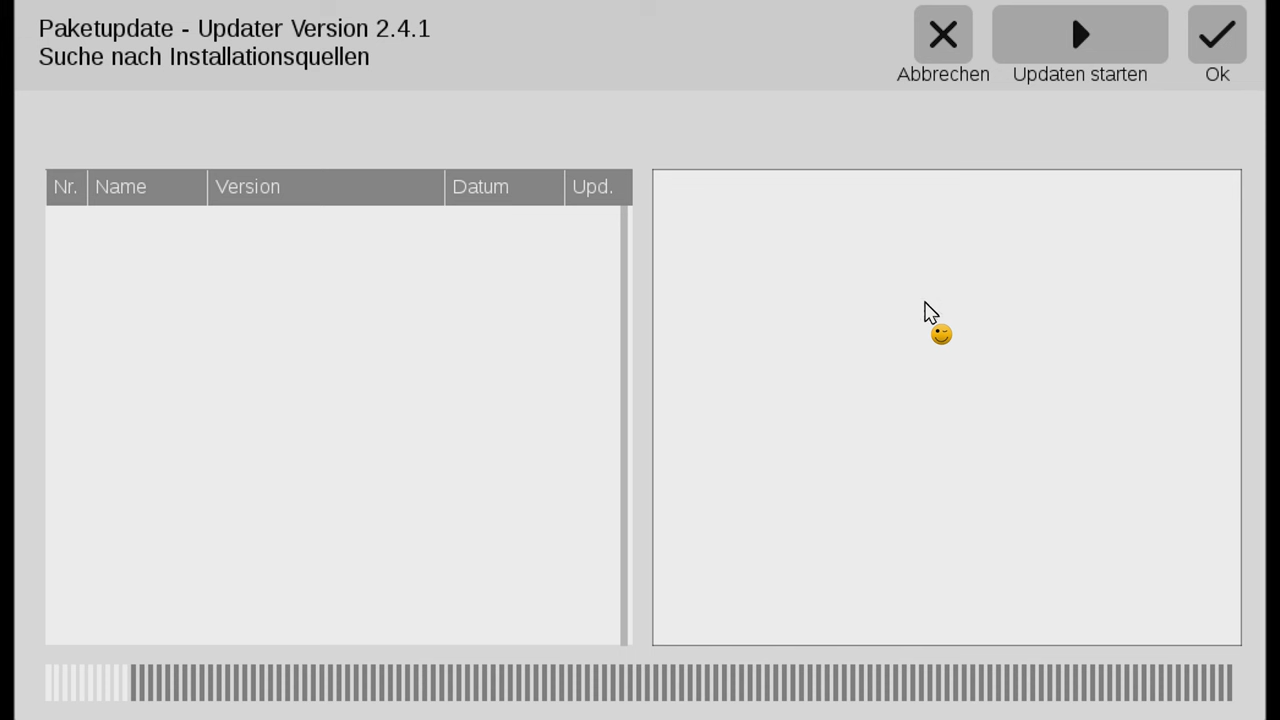 Paketupdate - Updater Version 2.4.1
Suche nach Installationsquellen
Abbrechen
Updaten starten
Ok
Nr.
Name
Version
Datum
Upd.